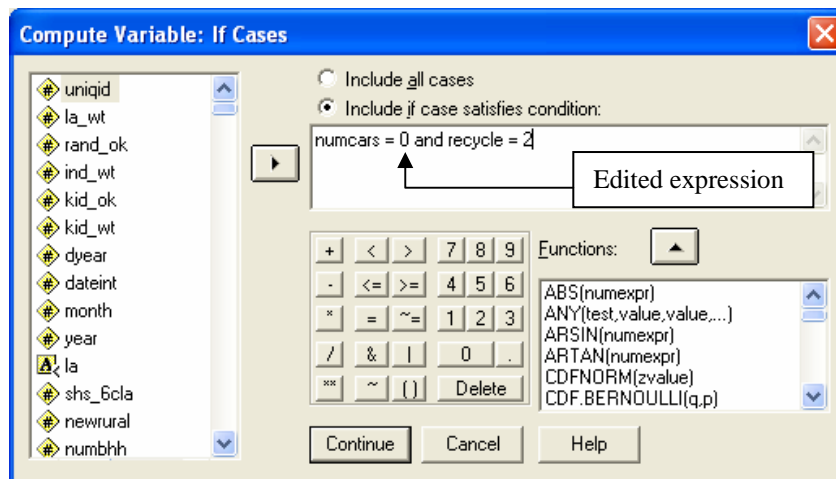 Compute Variable: If Cases
uniqid
la_wt
rand_ok
ind_wt
kid_ok
kid_wt
dyear
dateint
month
year
la
shs_6cla
newrural
numbhh
Include all cases
Include if case satisfies condition:
numcars = 0 and recycle = 2
Edited expression
+ < > 7 8 9
- <= >= 4 5 6
* = ~= 1 2 3
/ & | 0 .
** ~ () Delete
Functions:
ABS(numexpr)
ANY(test,value,value,...)
ARSIN(numexpr)
ARTAN(numexpr)
CDFNORM(zvalue)
CDF.BERNOULLI(q,p)
Continue Cancel Help